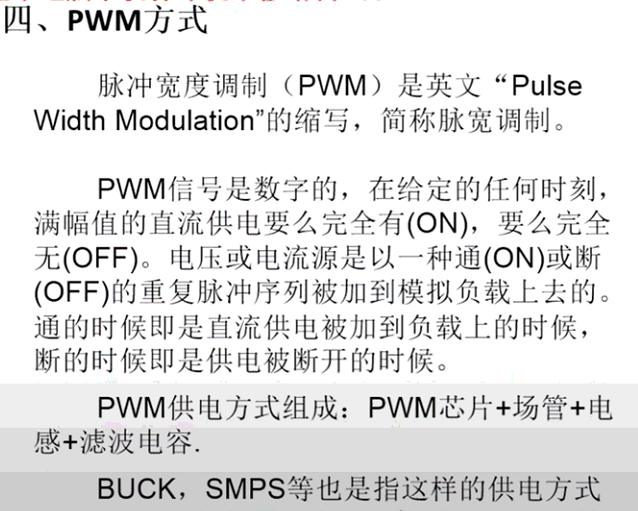 四、PWM方式
脉冲宽度调制（PWM）是英文“Pulse
Width Modulation”的缩写，简称脉宽调制。
PWM信号是数字的，在给定的任何时刻，
满幅值的直流供电要么完全有(ON)，要么完全
无(OFF)。电压或电流源是以一种通(ON)或断
(OFF)的重复脉冲序列被加到模拟负载上去的。
通的时候即是直流供电被加到负载上的时候，
断的时候即是供电被断开的时候。
PWM供电方式组成：PWM芯片+场管+电
感+滤波电容.
BUCK，SMPS等也是指这样的供电方式